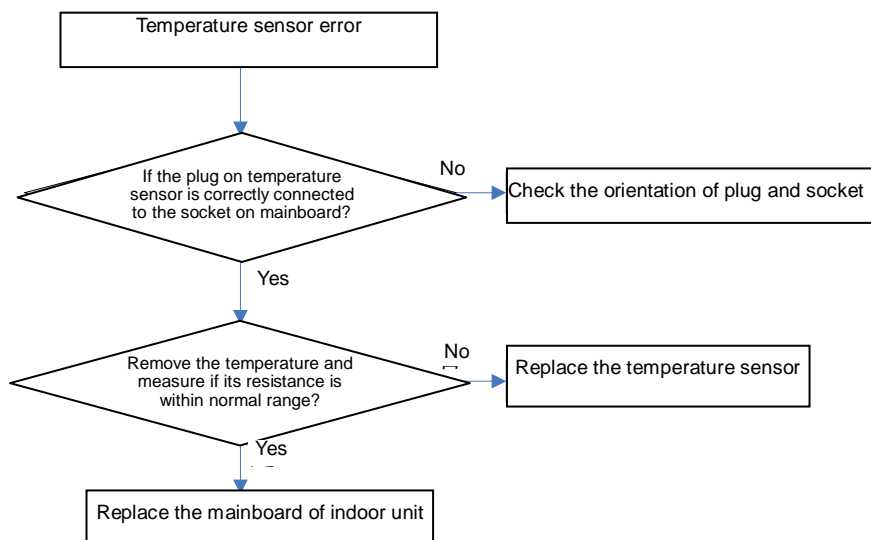 Temperature sensor error
If the plug on temperature
sensor is correctly connected
to the socket on mainboard?
No
Check the orientation of plug and socket
Yes
Remove the temperature and
measure if its resistance is
within normal range?
No
Replace the temperature sensor
Yes
Replace the mainboard of indoor unit